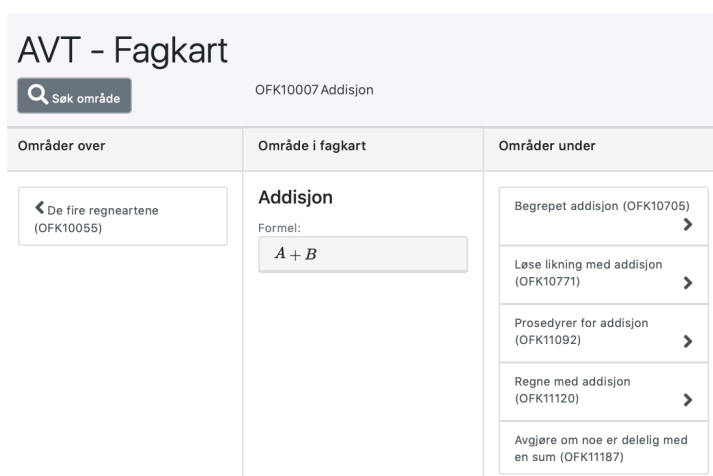 AVT - Fagkart
Søk område
OFK10007 Addisjon
Områder over
Område i fagkart
Områder under
De fire regneartene
(OFK10055)
Addisjon
Formel:
A + B
Begrepet addisjon (OFK10705)
Løse likning med addisjon
(OFK10771)
Prosedyrer for addisjon
(OFK11092)
Regne med addisjon
(OFK11120)
Avgjøre om noe er delelig med
en sum (OFK11187)